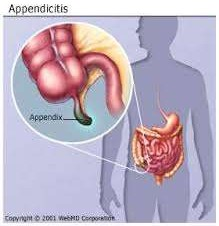 Appendicitis
Appendix
Copyright © 2001 WebMD Corporation